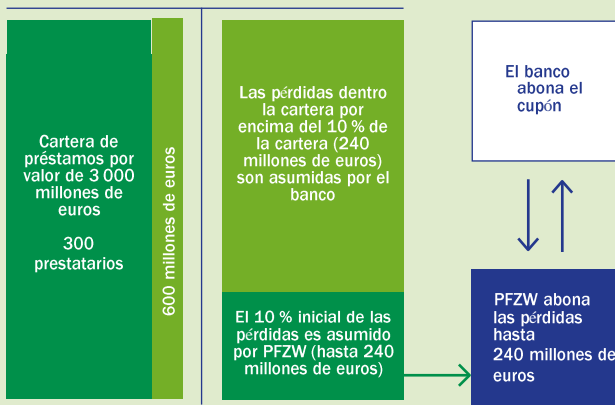 Cartera de
préstamos por
valor de 3 000
millones de
euros
300
prestatarios
600 millones de euros
Las pérdidas dentro
la cartera por
encima del 10 % de
la cartera (240
millones de euros)
son asumidas por el
banco
El 10 % inicial de las
pérdidas es asumido
por PFZW (hasta 240
millones de euros)
El banco
abona el
cupón
PFZW abona
las pérdidas
hasta
240 millones de
euros